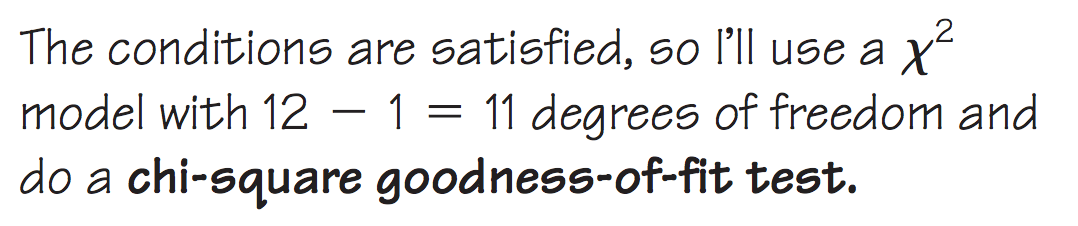 The conditions are satisfied, so I’ll use a χ²
model with 12 − 1 = 11 degrees of freedom and
do a chi-square goodness-of-fit test.